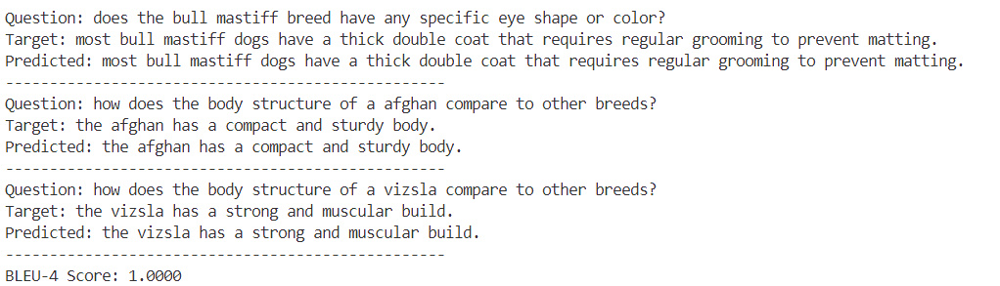 Question: does the bull mastiff breed have any specific eye shape or color?
Target: most bull mastiff dogs have a thick double coat that requires regular grooming to prevent matting.
Predicted: most bull mastiff dogs have a thick double coat that requires regular grooming to prevent matting.
--------------------------------------------------
Question: how does the body structure of a afghan compare to other breeds?
Target: the afghan has a compact and sturdy body.
Predicted: the afghan has a compact and sturdy body.
--------------------------------------------------
Question: how does the body structure of a vizsla compare to other breeds?
Target: the vizsla has a strong and muscular build.
Predicted: the vizsla has a strong and muscular build.
--------------------------------------------------
BLEU-4 Score: 1.0000